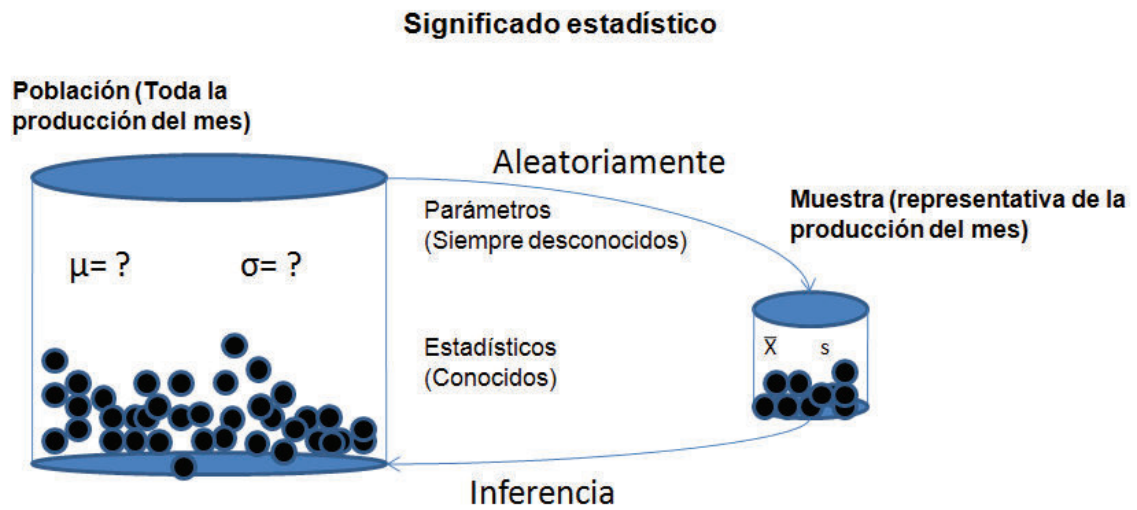 Significado estadístico
Población (Toda la
producción del mes)
Aleatoriamente
Parámetros
(Siempre desconocidos)
Muestra (representativa de la
producción del mes)
μ= ?
σ= ?
Estadísticos
(Conocidos)
X̅
s
Inferencia